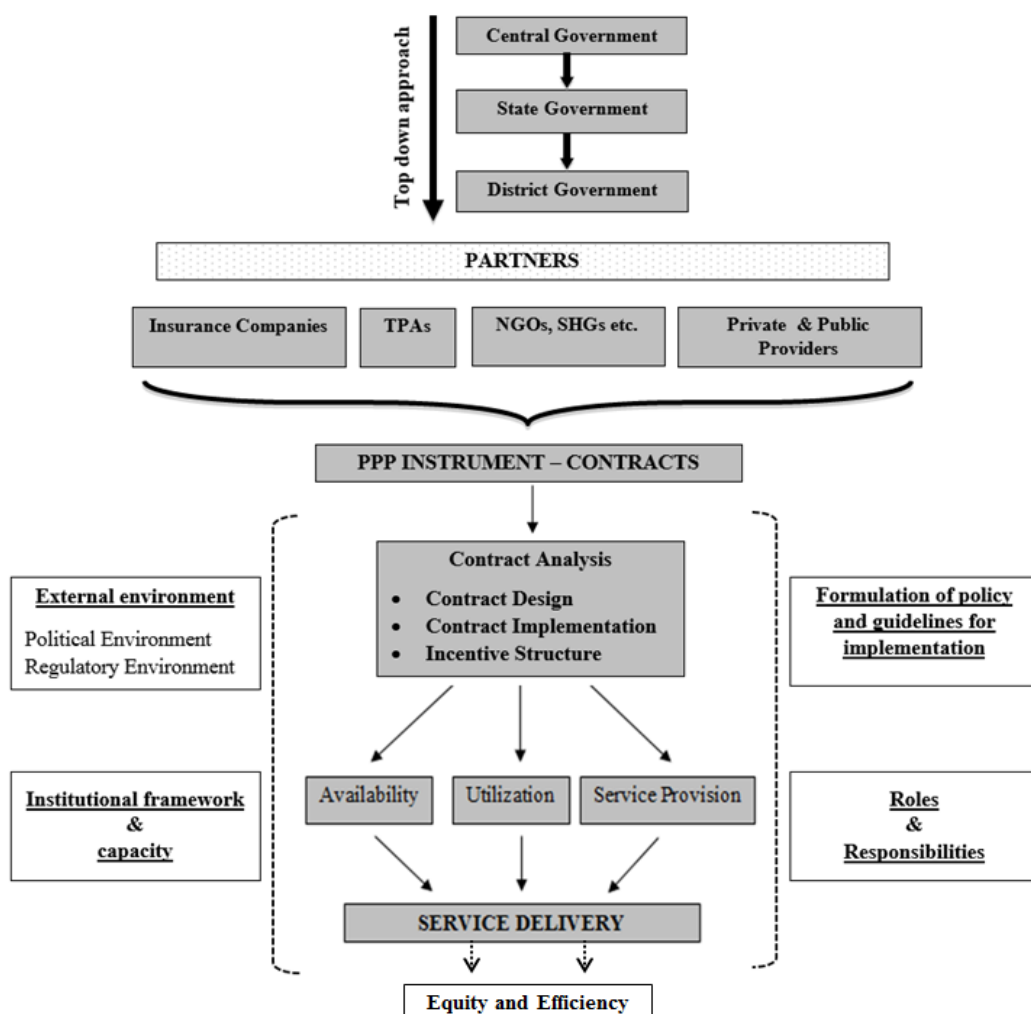 Top down approach
Central Government
State Government
District Government
PARTNERS
Insurance Companies
TPAs
NGOs, SHGs etc.
Private & Public
Providers
PPP INSTRUMENT – CONTRACTS
Contract Analysis
• Contract Design
• Contract Implementation
• Incentive Structure
External environment
Political Environment
Regulatory Environment
Formulation of policy
and guidelines for
implementation
Institutional framework
&
capacity
Availability
Utilization
Service Provision
Roles
&
Responsibilities
SERVICE DELIVERY
Equity and Efficiency